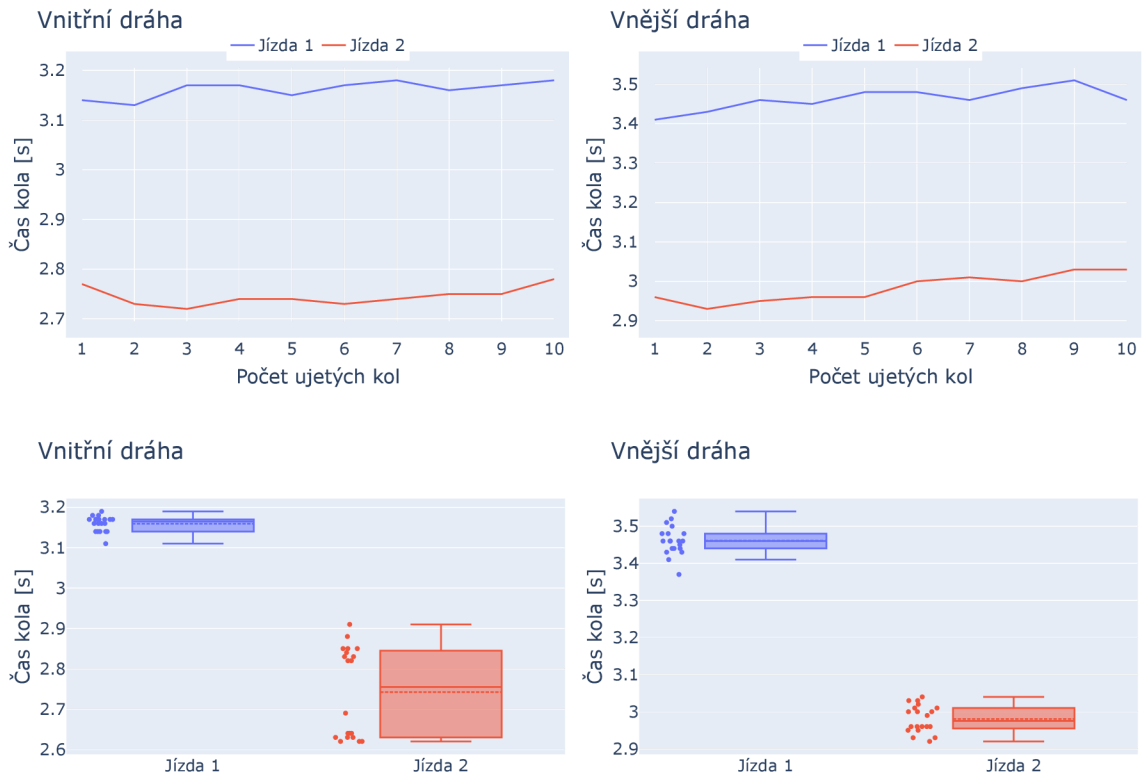 Vnitřní dráha
Jízda 1 Jízda 2
3.2
3.1
3
2.9
2.8
2.7
Čas kola [s]
1 2 3 4 5 6 7 8 9 10
Počet ujetých kol
Vnější dráha
Jízda 1 Jízda 2
3.5
3.4
3.3
3.2
3.1
3
2.9
Čas kola [s]
1 2 3 4 5 6 7 8 9 10
Počet ujetých kol
Vnitřní dráha
3.2
3.1
3
2.9
2.8
2.7
2.6
Čas kola [s]
Jízda 1 Jízda 2
Vnější dráha
3.5
3.4
3.3
3.2
3.1
3
2.9
Čas kola [s]
Jízda 1 Jízda 2